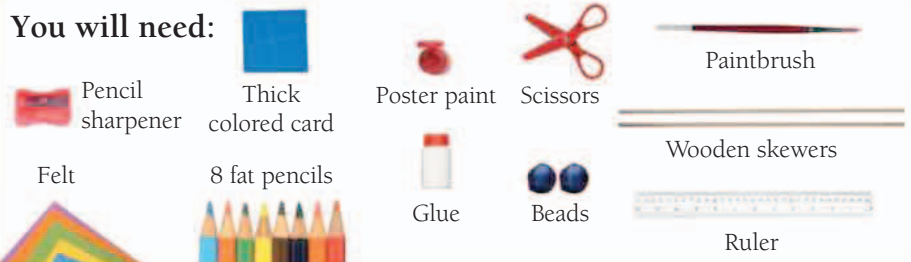 You will need:
Pencil
sharpener
Thick
colored card
Poster paint
Scissors
Paintbrush
Wooden skewers
Felt
8 fat pencils
Glue
Beads
Ruler